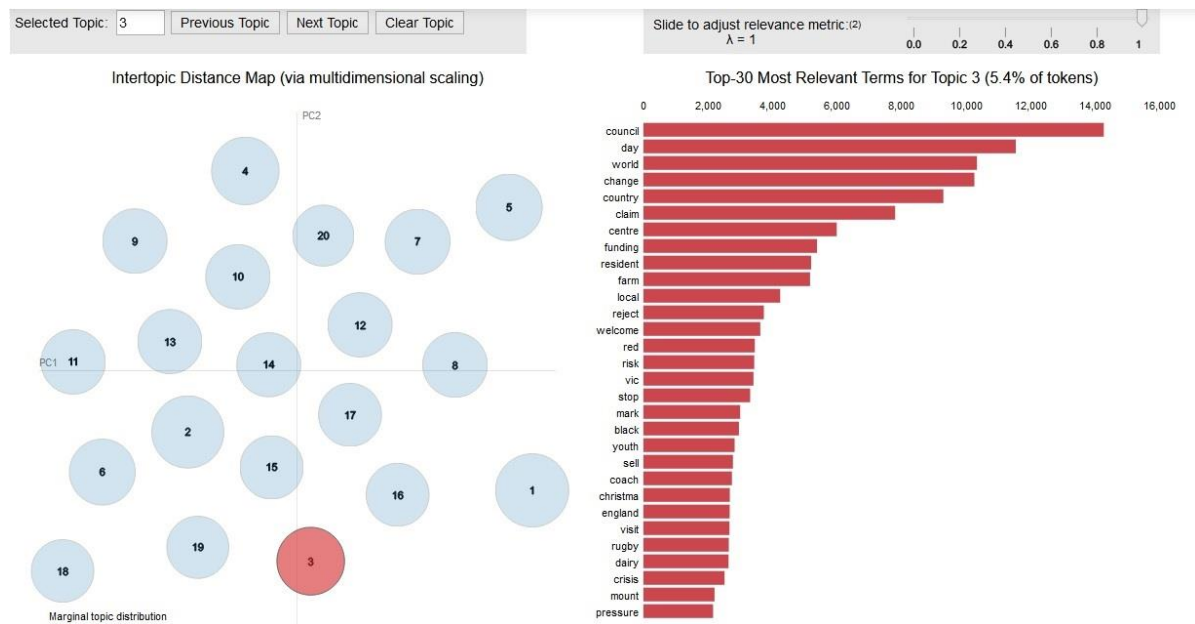 Selected Topic: 3 Previous Topic Next Topic Clear Topic
Slide to adjust relevance metric:(2)
λ = 1
0.0 0.2 0.4 0.6 0.8 1
Intertopic Distance Map (via multidimensional scaling)
PC2
PC1
4
5
9
20
7
10
12
13
11
14
8
17
2
15
6
16
1
19
3
18
Marginal topic distribution
Top-30 Most Relevant Terms for Topic 3 (5.4% of tokens)
0 2,000 4,000 6,000 8,000 10,000 12,000 14,000 16,000
council
day
world
change
country
claim
centre
funding
resident
farm
local
reject
welcome
red
risk
vic
stop
mark
black
youth
sell
coach
christma
england
visit
rugby
dairy
crisis
mount
pressure